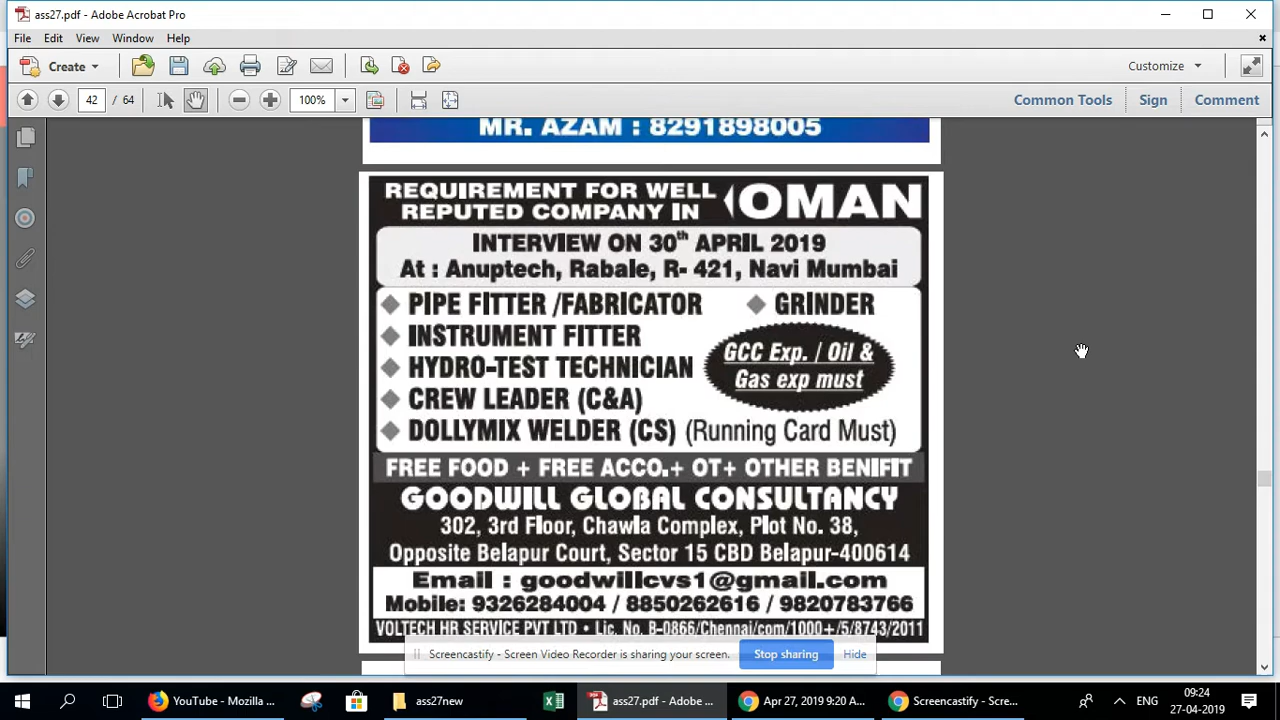 ass27.pdf - Adobe Acrobat Pro
File Edit View Window Help
Create Customize
42 / 64 100% Common Tools Sign Comment
MR. AZAM : 8291898005
REQUIREMENT FOR WELL
REPUTED COMPANY IN OMAN
INTERVIEW ON 30th APRIL 2019
At : Anuptech, Rabale, R- 421, Navi Mumbai
PIPE FITTER /FABRICATOR
GRINDER
INSTRUMENT FITTER
HYDRO-TEST TECHNICIAN
CREW LEADER (C&A)
DOLLYMIX WELDER (CS) (Running Card Must)
GCC Exp. / Oil &
Gas exp must
FREE FOOD + FREE ACCO.+ OT+ OTHER BENIFIT
GOODWILL GLOBAL CONSULTANCY
302, 3rd Floor, Chawla Complex, Plot No. 38,
Opposite Belapur Court, Sector 15 CBD Belapur-400614
Email : goodwillcvs1@gmail.com
Mobile: 9326284004 / 8850262616 / 9820783766
VOLTECH HR SERVICE PVT LTD • Lic. No. B-0866/Chennai/com/1000+/5/8743/2011
Screencastify - Screen Video Recorder is sharing your screen. Stop sharing Hide
YouTube - Mozilla ... ass27new ass27.pdf - Adobe ... Apr 27, 2019 9:20 A... Screencastify - Scre... ENG 09:24
27-04-2019